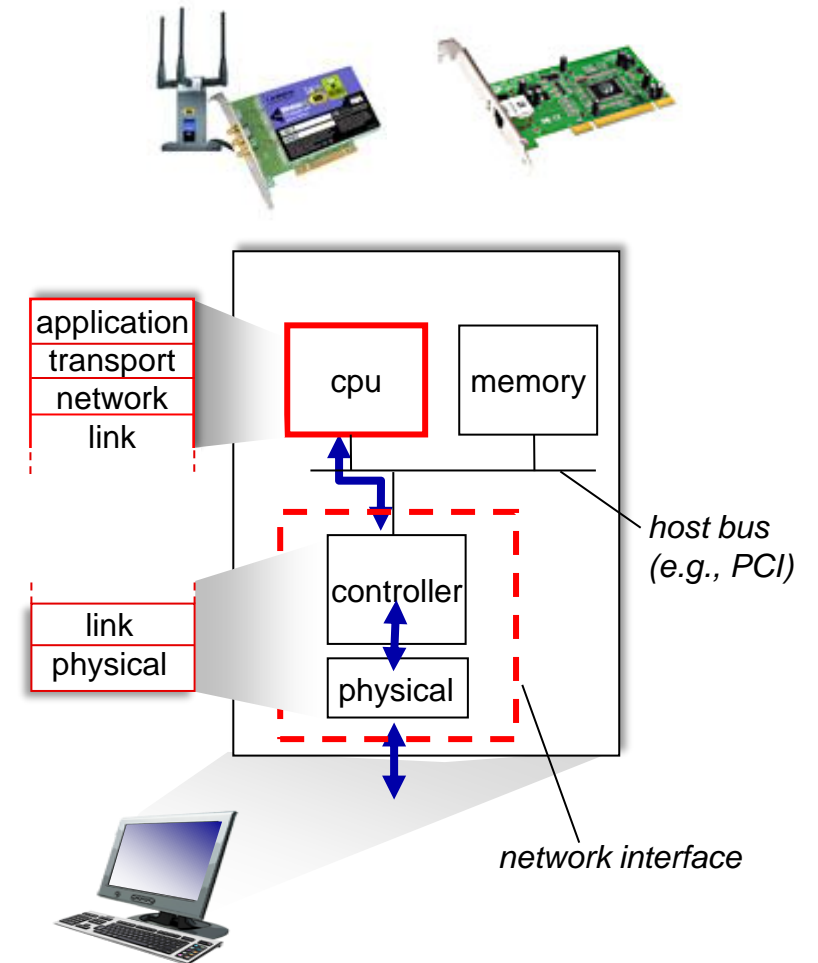 application
transport
network
link
cpu
memory
host bus
(e.g., PCI)
controller
link
physical
physical
network interface